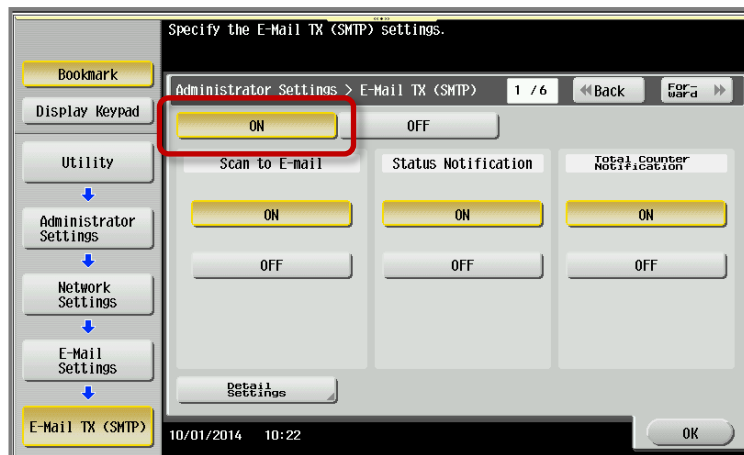 Specify the E-Mail TX (SMTP) settings.
Bookmark
Display Keypad
Administrator Settings > E-Mail TX (SMTP)
1 /6
Back
For-
ward
ON
OFF
Utility
Administrator
Settings
Network
Settings
E-Mail
Settings
E-Mail TX (SMTP)
Scan to E-mail
Status Notification
Total Counter
Notification
ON
ON
ON
OFF
OFF
OFF
Detail
Settings
10/01/2014 10:22
OK